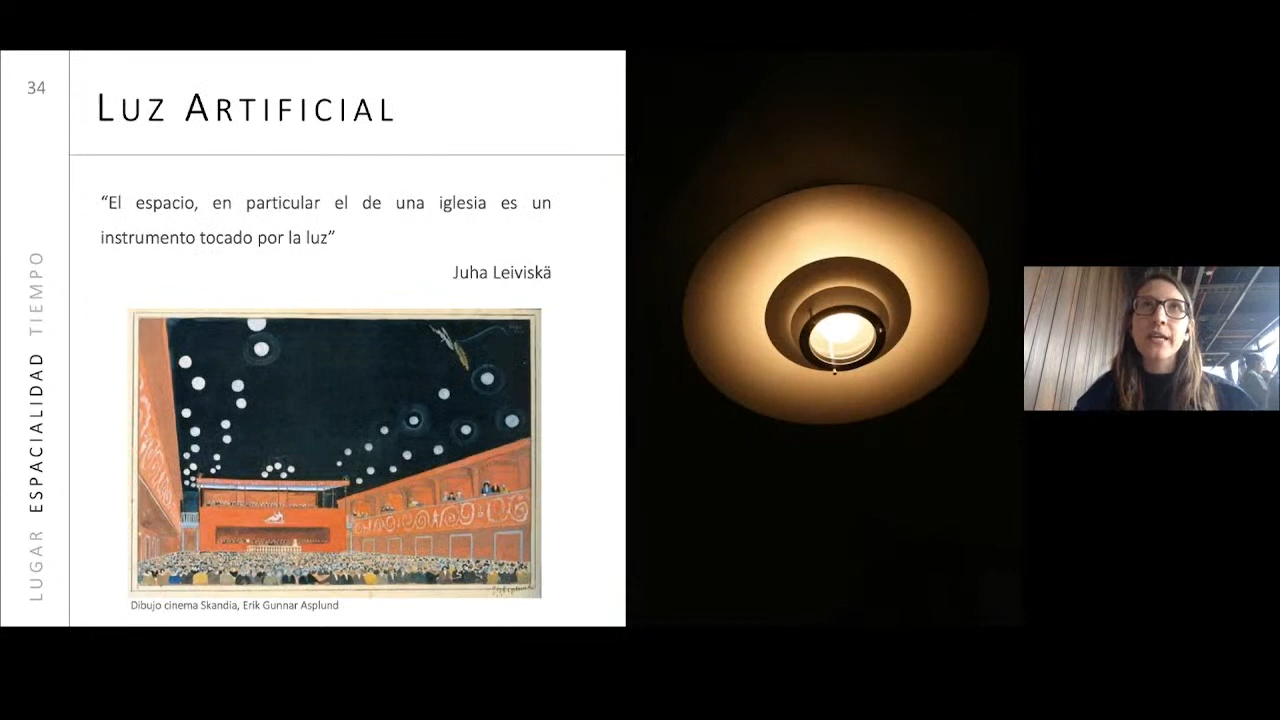 34
LUZ ARTIFICIAL
“El espacio, en particular el de una iglesia es un
instrumento tocado por la luz”
Juha Leiviskä
LUGAR ESPACIALIDAD TIEMPO
Dibujo cinema Skandia, Erik Gunnar Asplund